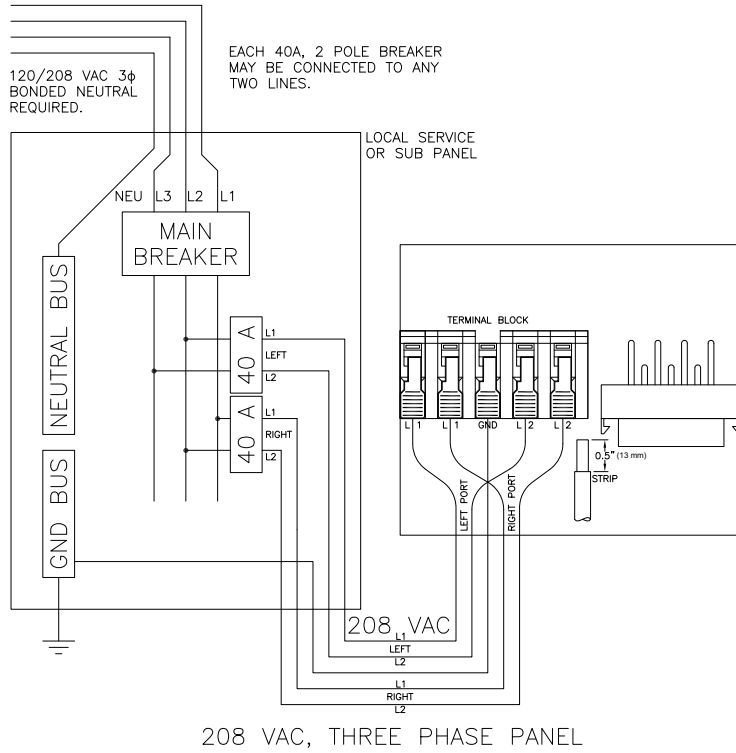 120/208 VAC 3ϕ
BONDED NEUTRAL
REQUIRED.
EACH 40A, 2 POLE BREAKER
MAY BE CONNECTED TO ANY
TWO LINES.
LOCAL SERVICE
OR SUB PANEL
NEU L3 L2 L1
MAIN
BREAKER
NEUTRAL BUS
GND BUS
40 A
L1
LEFT
L2
40 A
L1
RIGHT
L2
TERMINAL BLOCK
L 1 L 1 GND L 2 L 2
0.5" (13 mm)
STRIP
LEFT PORT
RIGHT PORT
208 VAC
L1
LEFT
L2
L1
RIGHT
L2
208 VAC, THREE PHASE PANEL